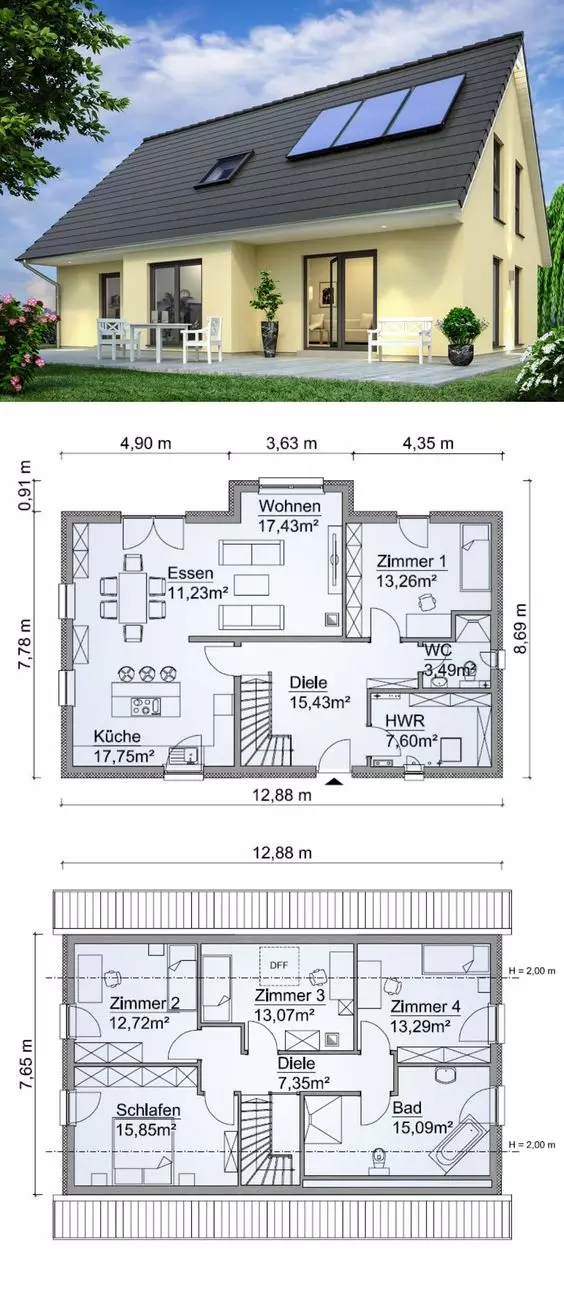 4,90 m
3,63 m
4,35 m
0,91 m
7,78 m
8,69 m
Wohnen
17,43m²
Zimmer 1
13,26m²
Essen
11,23m²
WC
3,49m²
Diele
15,43m²
HWR
7,60m²
Küche
17,75m²
12,88 m
12,88 m
7,65 m
DFF
H = 2,00 m
Zimmer 2
12,72m²
Zimmer 3
13,07m²
Zimmer 4
13,29m²
Diele
7,35m²
Schlafen
15,85m²
Bad
15,09m²
H = 2,00 m